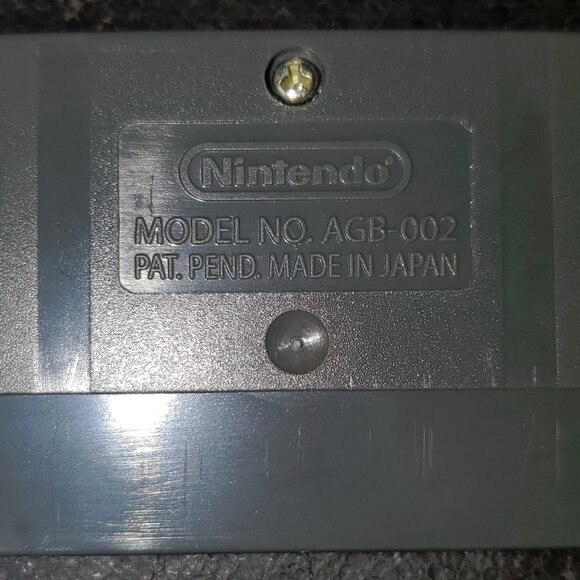 Nintendo®
MODEL NO. AGB-002
PAT. PEND. MADE IN JAPAN